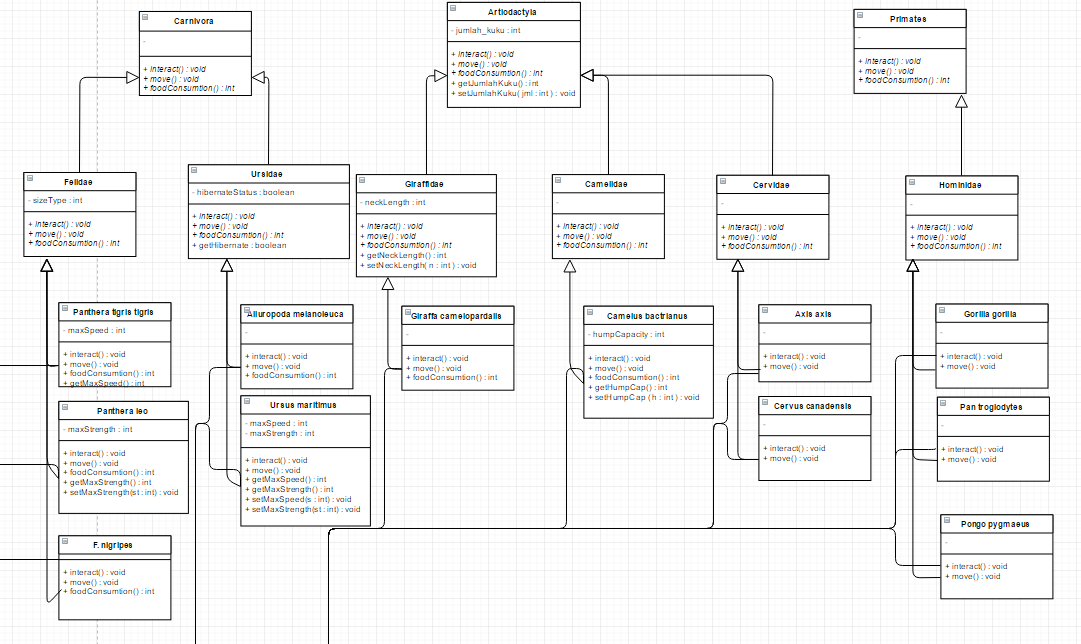 Carnivora
-
+ interact() : void
+ move() : void
+ foodConsumtion() : int
Artiodactyla
- jumlah_kuku : int
+ interact() : void
+ move() : void
+ foodConsumtion() : int
+ getJumlahKuku() : int
+ setJumlahKuku( jml : int ) : void
Primates
-
+ interact() : void
+ move() : void
+ foodConsumtion() : int
Felidae
- sizeType : int
+ interact() : void
+ move() : void
+ foodConsumtion() : int
Ursidae
- hibernateStatus : boolean
+ interact() : void
+ move() : void
+ foodConsumtion() : int
+ getHibernate : boolean
Giraffidae
- neckLength : int
+ interact() : void
+ move() : void
+ foodConsumtion() : int
+ getNeckLength() : int
+ setNeckLength( n : int ) : void
Camelidae
-
+ interact() : void
+ move() : void
+ foodConsumtion() : int
Cervidae
-
+ interact() : void
+ move() : void
+ foodConsumtion() : int
Hominidae
-
+ interact() : void
+ move() : void
+ foodConsumtion() : int
Panthera tigris tigris
- maxSpeed : int
+ interact() : void
+ move() : void
+ foodConsumtion() : int
+ getMaxSpeed() : int
Ailuropoda melanoleuca
-
+ interact() : void
+ move() : void
+ foodConsumtion() : int
Giraffa camelopardalis
-
+ interact() : void
+ move() : void
+ foodConsumtion() : int
Camelus bactrianus
- humpCapacity : int
+ interact() : void
+ move() : void
+ foodConsumtion() : int
+ getHumpCap() : int
+ setHumpCap ( h : int ) : void
Axis axis
-
+ interact() : void
+ move() : void
Gorilla gorilla
-
+ interact() : void
+ move() : void
Panthera leo
- maxStrength : int
+ interact() : void
+ move() : void
+ foodConsumtion() : int
+ getMaxStrength() : int
+ setMaxStrength(st : int) : void
Ursus maritimus
- maxSpeed : int
- maxStrength : int
+ interact() : void
+ move() : void
+ getMaxSpeed() : int
+ getMaxStrength() : int
+ setMaxSpeed(s : int) : void
+ setMaxStrength(st : int) : void
Cervus canadensis
-
+ interact() : void
+ move() : void
Pan troglodytes
-
+ interact() : void
+ move() : void
F. nigripes
+ interact() : void
+ move() : void
+ foodConsumtion() : int
Pongo pygmaeus
-
+ interact() : void
+ move() : void